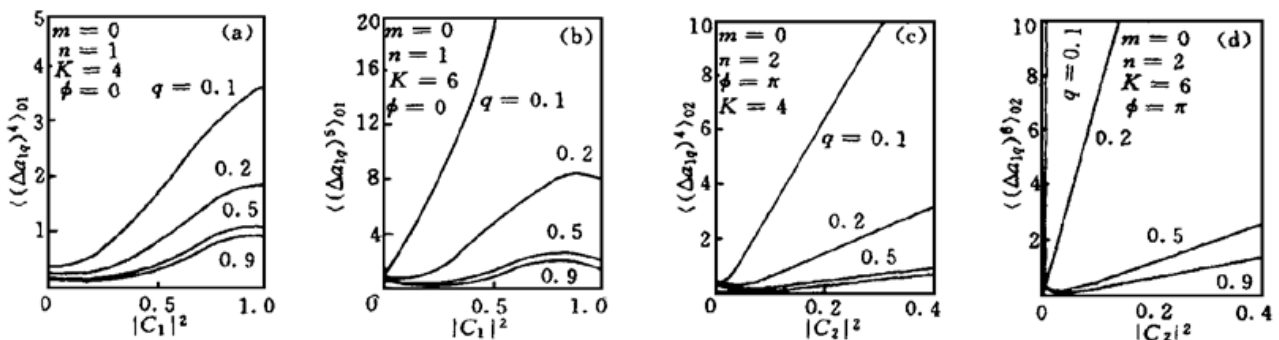 5
4
3
2
1
0
0.5
1.0
⟨(Δa₁q)⁴⟩₀₁
|C₁|²
(a)
m = 0
n = 1
K = 4
ϕ = 0
q = 0.1
0.2
0.5
0.9
20
16
12
8
4
0
0.5
1.0
⟨(Δa₁q)⁵⟩₀₁
|C₁|²
(b)
m = 0
n = 1
K = 6
ϕ = 0
q = 0.1
0.2
0.5
0.9
10
8
6
4
2
0
0.2
0.4
⟨(Δa₁q)⁴⟩₀₂
|C₂|²
(c)
m = 0
n = 2
ϕ = π
K = 4
q = 0.1
0.2
0.5
0.9
10
8
6
4
2
0
0.2
0.4
⟨(Δa₁q)⁶⟩₀₂
|C₂|²
(d)
m = 0
n = 2
K = 6
ϕ = π
q = 0.1
0.2
0.5
0.9